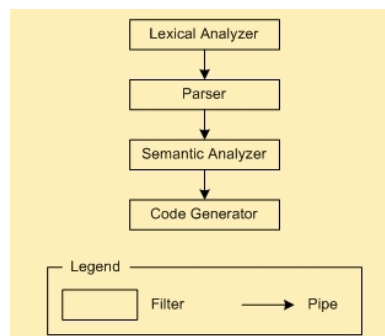 Lexical Analyzer
Parser
Semantic Analyzer
Code Generator
Legend
Filter
Pipe